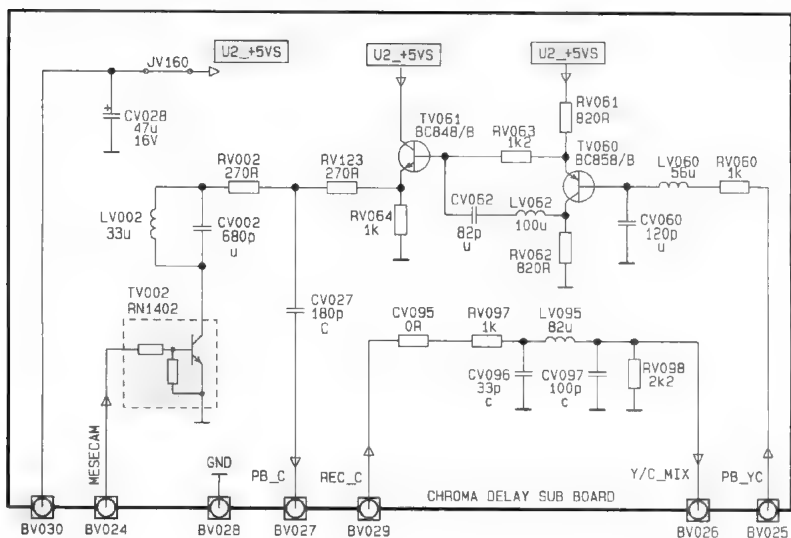 U2_+5VS
U2_+5VS
U2_+5VS
JV160
CV028
47u
16V
TV061
BC848/B
RV063
1k2
RV061
820R
TV060
BC858/B
LV060
56u
RV060
1k
RV002
270R
RV123
270R
LV002
33u
CV002
680p
u
RV064
1k
CV062
82p
u
LV062
100u
RV062
820R
CV060
120p
u
TV002
RN1402
CV027
180p
C
CV095
0R
RV097
1k
LV095
82u
CV096
33p
c
CV097
100p
c
RV098
2k2
MESECAM
GND
PB_C
REC_C
Y/C_MIX
PB_YC
CHROMA DELAY SUB BOARD
BV030
BV024
BV028
BV027
BV029
BV026
BV025